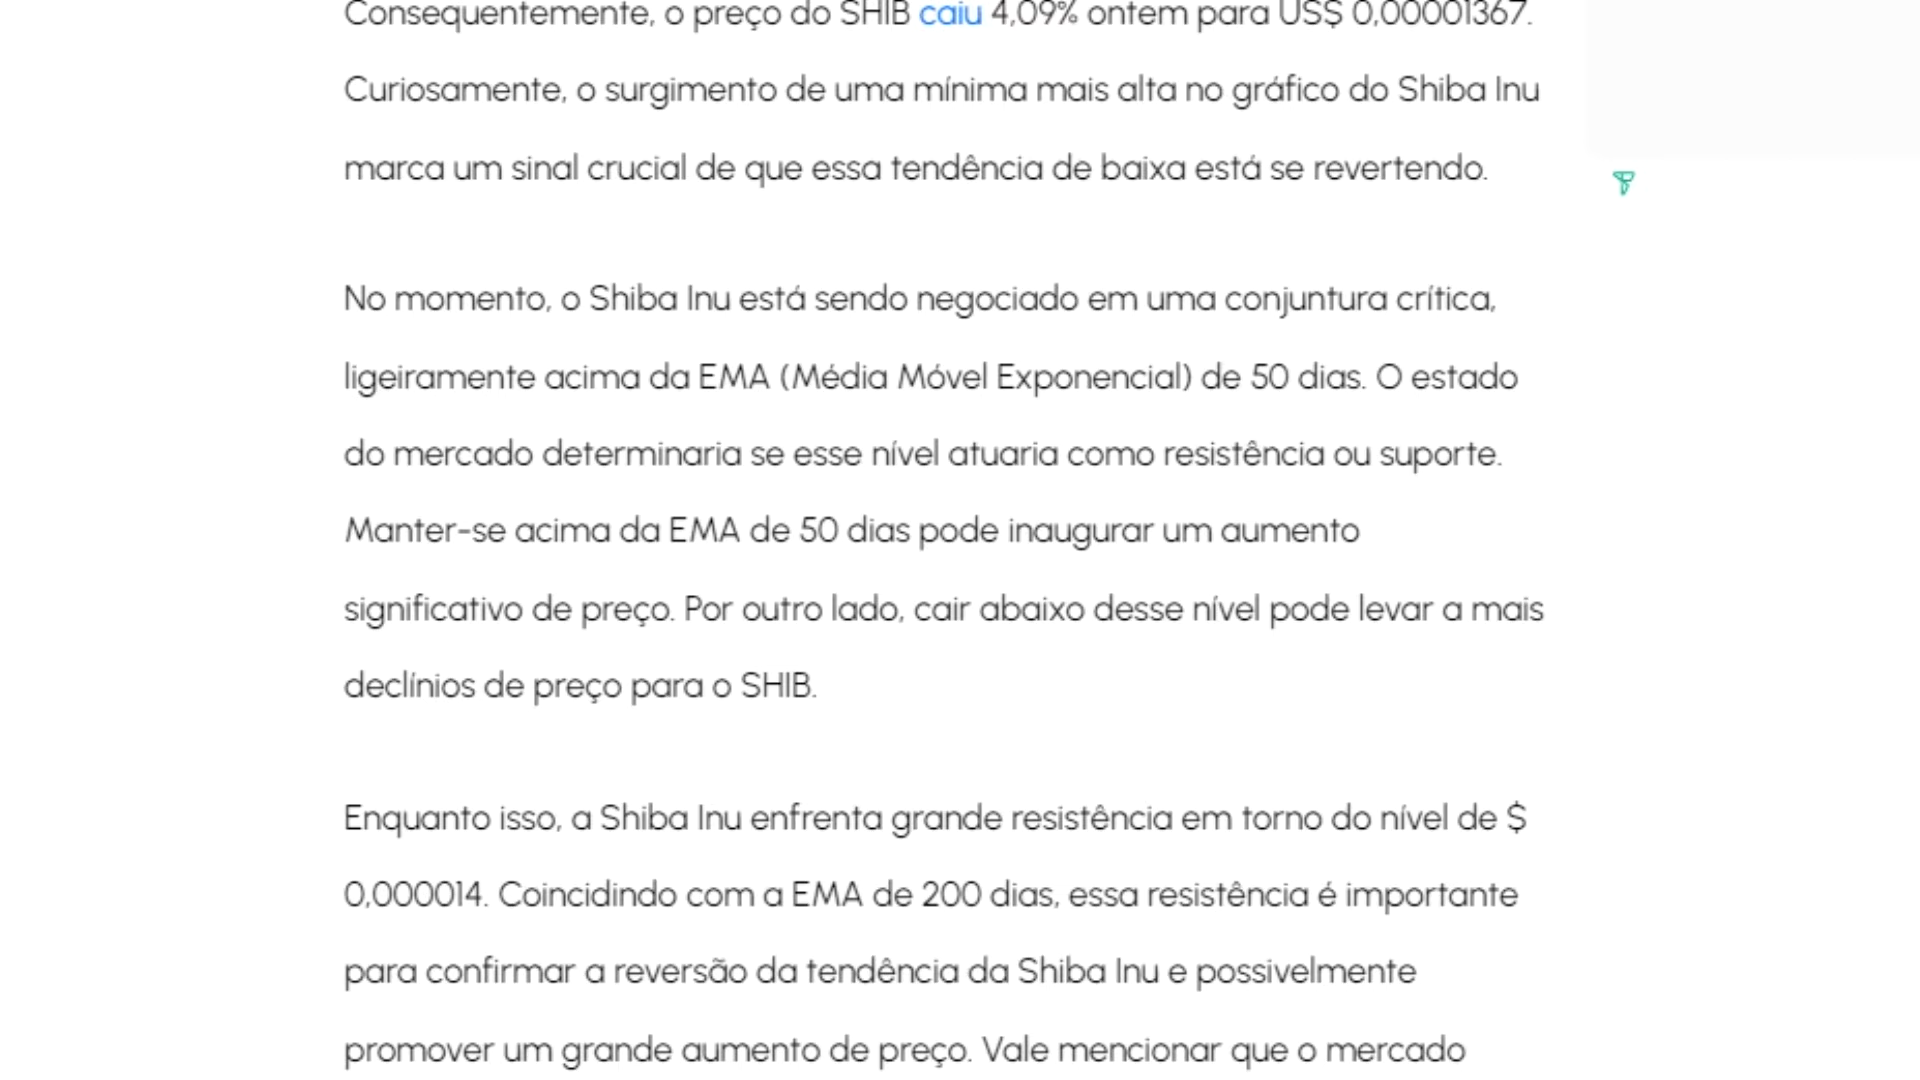 Consequentemente, o preço do SHIB caiu 4,09% ontem para US$ 0,00001367.
Curiosamente, o surgimento de uma mínima mais alta no gráfico do Shiba Inu
marca um sinal crucial de que essa tendência de baixa está se revertendo.
No momento, o Shiba Inu está sendo negociado em uma conjuntura crítica,
ligeiramente acima da EMA (Média Móvel Exponencial) de 50 dias. O estado
do mercado determinaria se esse nível atuaria como resistência ou suporte.
Manter-se acima da EMA de 50 dias pode inaugurar um aumento
significativo de preço. Por outro lado, cair abaixo desse nível pode levar a mais
declínios de preço para o SHIB.
Enquanto isso, a Shiba Inu enfrenta grande resistência em torno do nível de $
0,000014. Coincidindo com a EMA de 200 dias, essa resistência é importante
para confirmar a reversão da tendência da Shiba Inu e possivelmente
promover um grande aumento de preço. Vale mencionar que o mercado